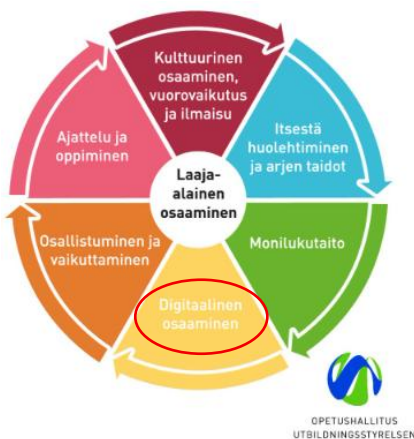 Kulttuurinen
osaaminen,
vuorovaikutus
ja ilmaisu
Itsestä
huolehtiminen
ja arjen taidot
Monilukutaito
Digitaalinen
osaaminen
Osallistuminen ja
vaikuttaminen
Ajattelu ja
oppiminen
Laaja-
alainen
osaaminen
OPETUSHALLITUS
UTBILDNINGSSTYRELSEN